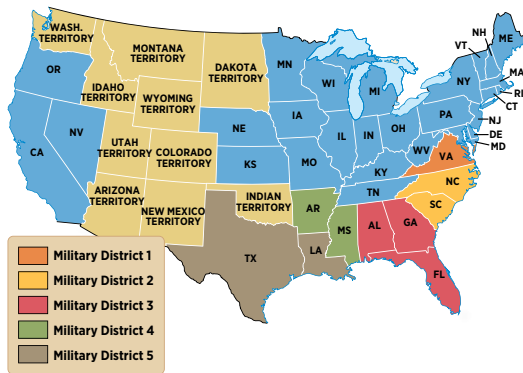 WASH.
TERRITORY
OR
CA
NV
IDAHO
TERRITORY
MONTANA
TERRITORY
WYOMING
TERRITORY
UTAH
TERRITORY
COLORADO
TERRITORY
ARIZONA
TERRITORY
NEW MEXICO
TERRITORY
DAKOTA
TERRITORY
NE
KS
INDIAN
TERRITORY
TX
MN
IA
MO
AR
LA
WI
IL
MI
IN
OH
KY
TN
MS
AL
GA
FL
SC
NC
VA
WV
PA
NY
VT
NH
ME
MA
RI
CT
NJ
DE
MD
Military District 1
Military District 2
Military District 3
Military District 4
Military District 5